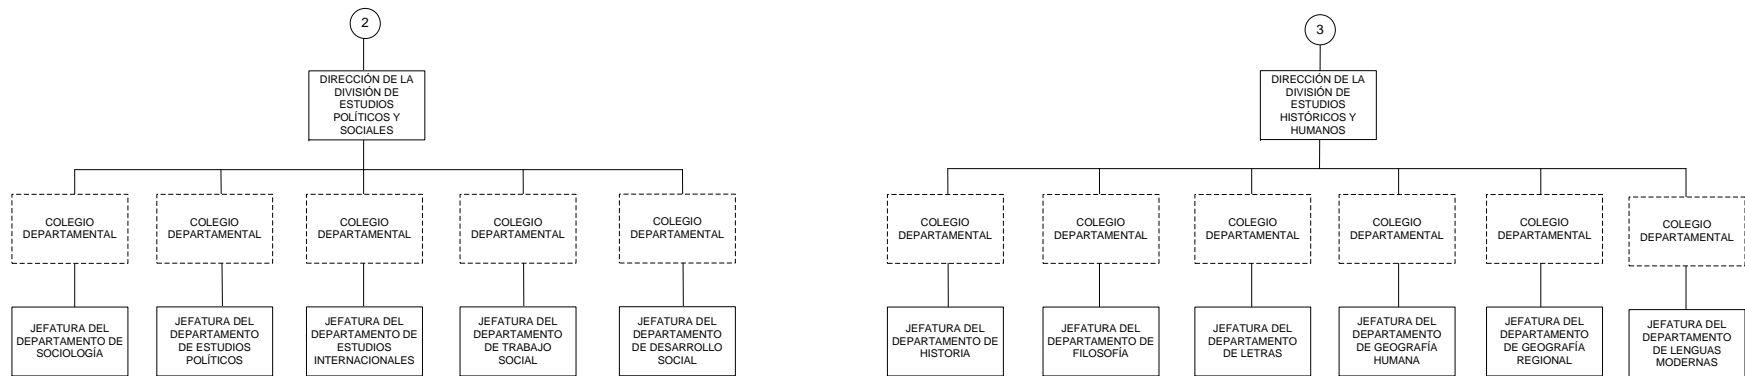 2
DIRECCIÓN DE LA
DIVISIÓN DE
ESTUDIOS
POLÍTICOS Y
SOCIALES
COLEGIO
DEPARTAMENTAL
COLEGIO
DEPARTAMENTAL
COLEGIO
DEPARTAMENTAL
COLEGIO
DEPARTAMENTAL
COLEGIO
DEPARTAMENTAL
JEFATURA DEL
DEPARTAMENTO DE
SOCIOLOGÍA
JEFATURA DEL
DEPARTAMENTO
DE ESTUDIOS
POLÍTICOS
JEFATURA DEL
DEPARTAMENTO DE
ESTUDIOS
INTERNACIONALES
JEFATURA DEL
DEPARTAMENTO
DE TRABAJO
SOCIAL
JEFATURA DEL
DEPARTAMENTO
DE DESARROLLO
SOCIAL
3
DIRECCIÓN DE LA
DIVISIÓN DE
ESTUDIOS
HISTÓRICOS Y
HUMANOS
COLEGIO
DEPARTAMENTAL
COLEGIO
DEPARTAMENTAL
COLEGIO
DEPARTAMENTAL
COLEGIO
DEPARTAMENTAL
COLEGIO
DEPARTAMENTAL
COLEGIO
DEPARTAMENTAL
JEFATURA DEL
DEPARTAMENTO DE
HISTORIA
JEFATURA DEL
DEPARTAMENTO DE
FILOSOFÍA
JEFATURA DEL
DEPARTAMENTO
DE LETRAS
JEFATURA DEL
DEPARTAMENTO
DE GEOGRAFÍA
HUMANA
JEFATURA DEL
DEPARTAMENTO
DE GEOGRAFÍA
REGIONAL
JEFATURA DEL
DEPARTAMENTO
DE LENGUAS
MODERNAS